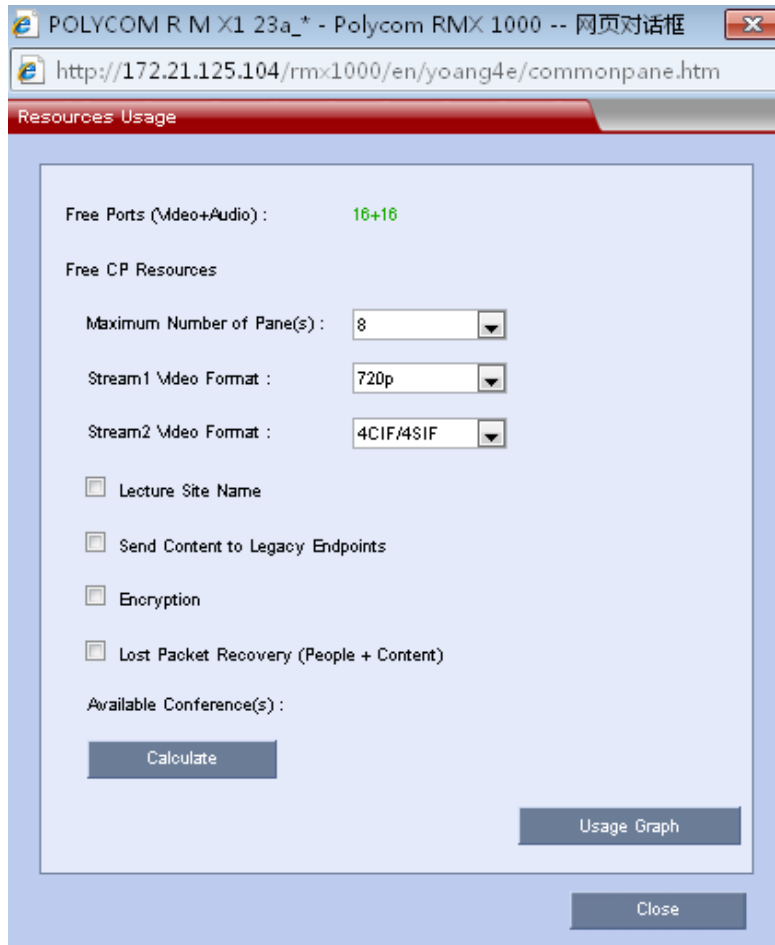 POLYCOM R M X1 23a_* - Polycom RMX 1000 -- 网页对话框
http://172.21.125.104/rmx1000/en/yoang4e/commonpane.htm
Resources Usage
Free Ports (Video+Audio) : 16+16
Free CP Resources
Maximum Number of Pane(s) : 8
Stream1 Video Format : 720p
Stream2 Video Format : 4CIF/4SIF
Lecture Site Name
Send Content to Legacy Endpoints
Encryption
Lost Packet Recovery (People + Content)
Available Conference(s) :
Calculate
Usage Graph
Close